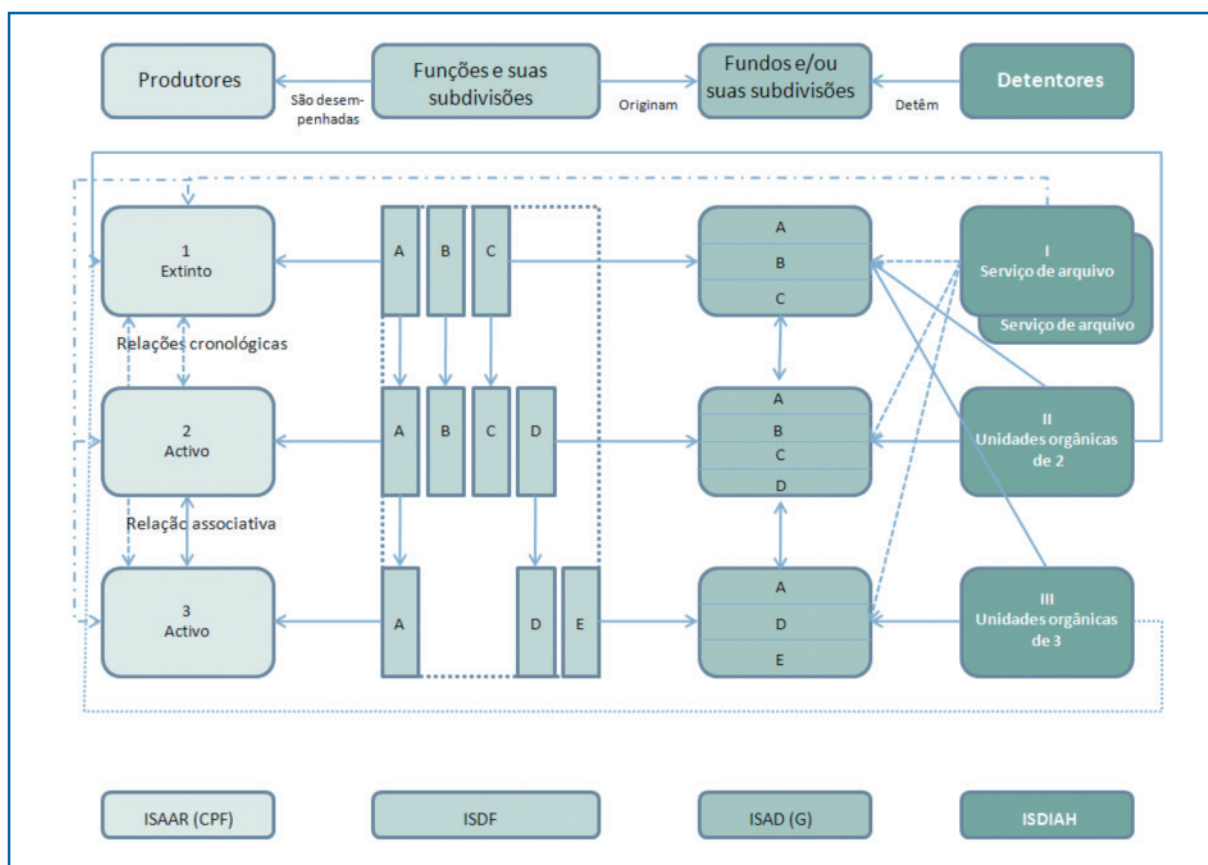 Produtores
Funções e suas
subdivisões
Fundos e/ou
suas subdivisões
Detentores
São desem-
penhadas
Originam
Detêm
1
Extinto
A
B
C
A
B
C
I
Serviço de arquivo
Serviço de arquivo
Relações cronológicas
2
Activo
A
B
C
D
A
B
C
D
II
Unidades orgânicas
de 2
Relação associativa
3
Activo
A
D
E
A
D
E
III
Unidades orgânicas
de 3
ISAAR (CPF)
ISDF
ISAD (G)
ISDIAH